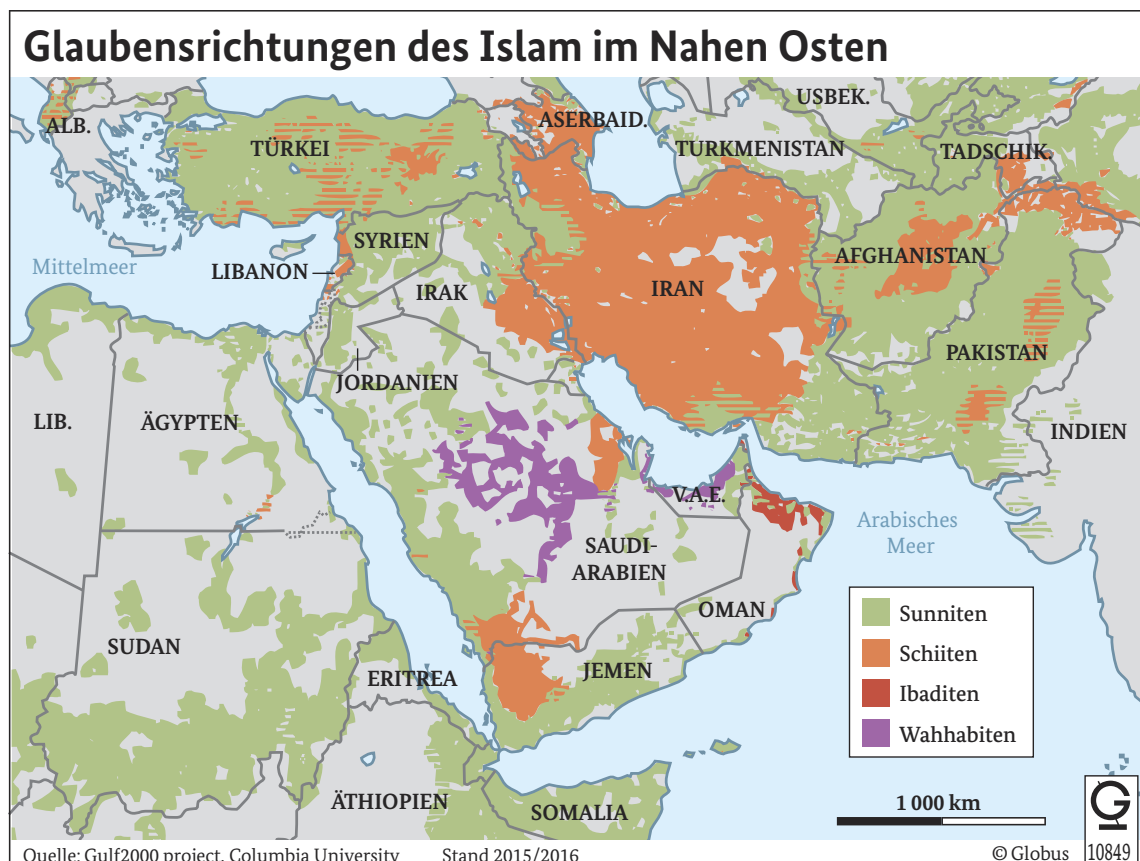 Glaubensrichtungen des Islam im Nahen Osten
USBEK.
ALB.
ASERBAID.
TÜRKEI
TURKMENISTAN
TADSCHIK.
SYRIEN
AFGHANISTAN
Mittelmeer
LIBANON
IRAK
IRAN
PAKISTAN
JORDANIEN
LIB.
ÄGYPTEN
INDIEN
V.A.E.
Arabisches
Meer
SAUDI-
ARABIEN
OMAN
SUDAN
JEMEN
ERITREA
Sunniten
Schiiten
Ibaditen
Wahhabiten
ÄTHIOPIEN
SOMALIA
1 000 km
G
Quelle: Gulf2000 project, Columbia University Stand 2015/2016
© Globus
10849